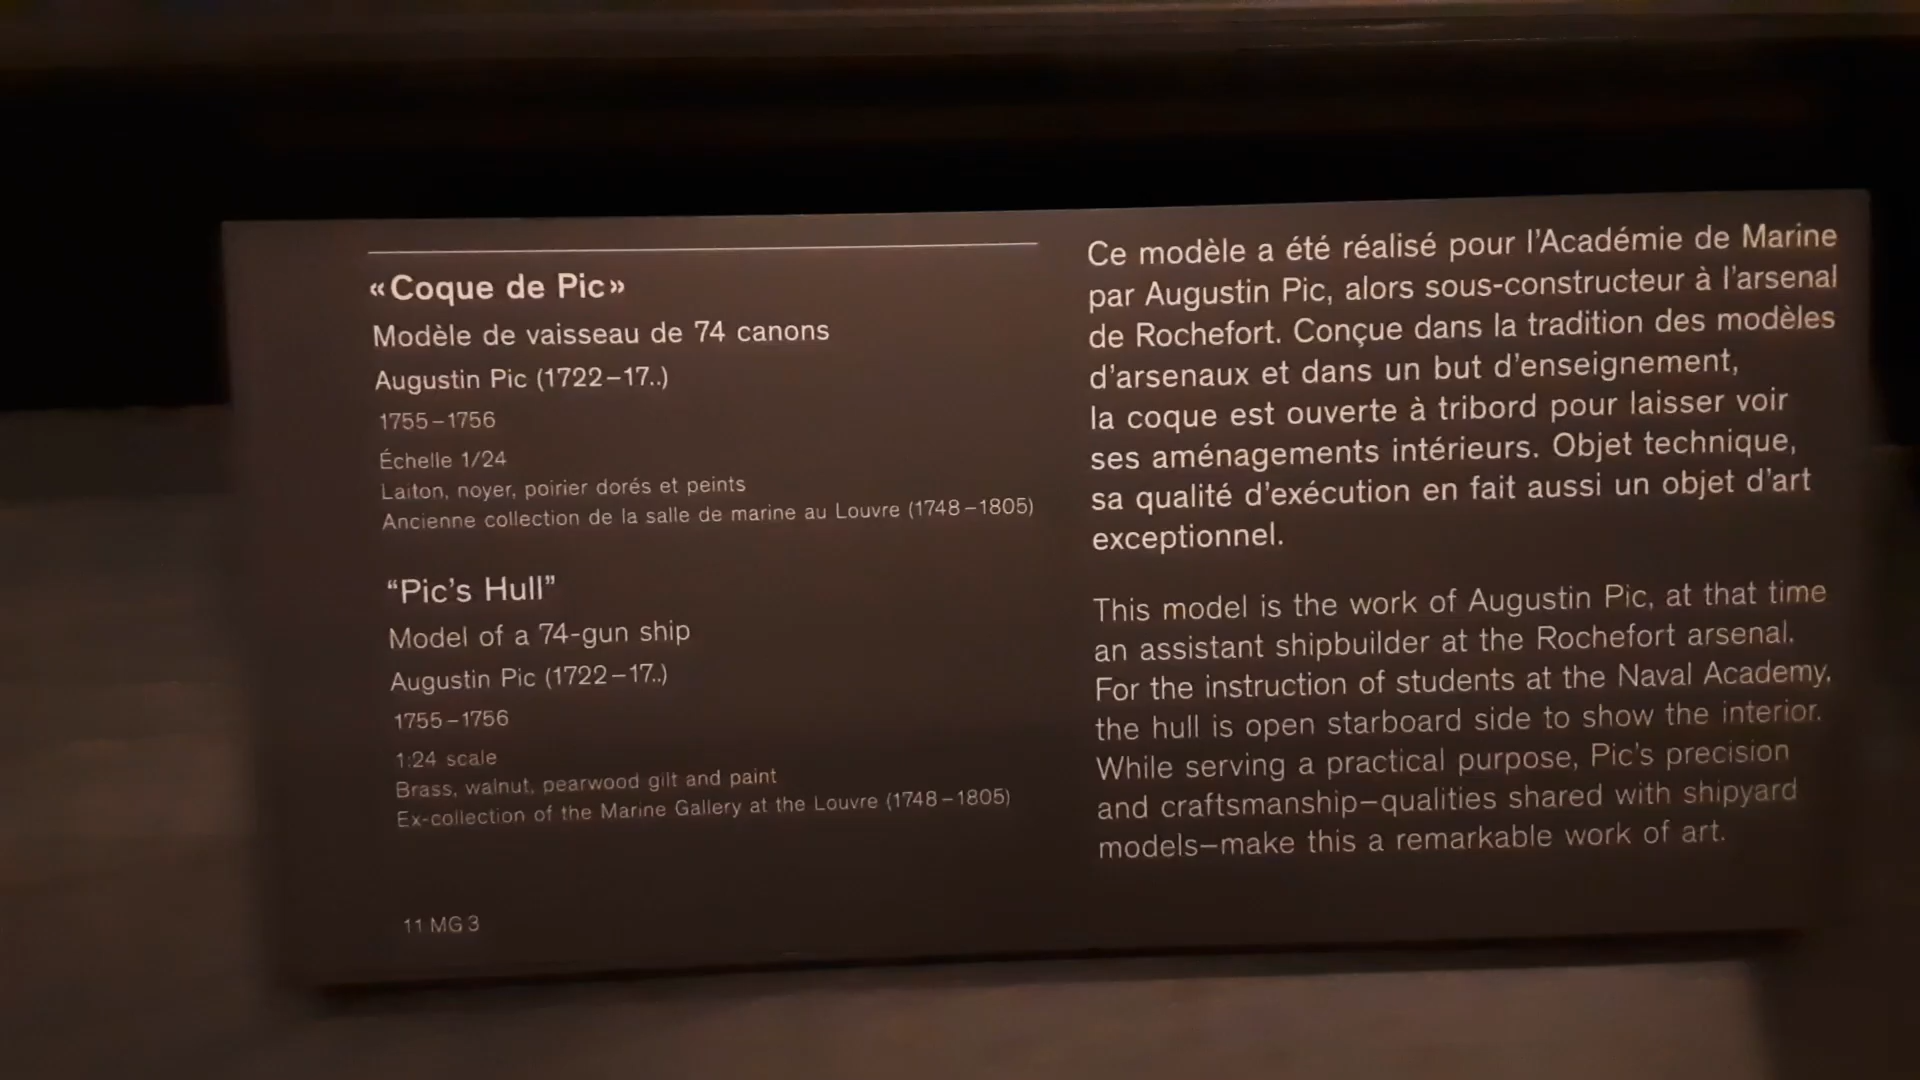 «Coque de Pic»
Modèle de vaisseau de 74 canons
Augustin Pic (1722–17..)
1755–1756
Échelle 1/24
Laiton, noyer, poirier dorés et peints
Ancienne collection de la salle de marine au Louvre (1748–1805)
“Pic’s Hull”
Model of a 74-gun ship
Augustin Pic (1722–17..)
1755–1756
1:24 scale
Brass, walnut, pearwood gilt and paint
Ex-collection of the Marine Gallery at the Louvre (1748–1805)
11 MG 3
Ce modèle a été réalisé pour l’Académie de Marine
par Augustin Pic, alors sous-constructeur à l’arsenal
de Rochefort. Conçue dans la tradition des modèles
d’arsenaux et dans un but d’enseignement,
la coque est ouverte à tribord pour laisser voir
ses aménagements intérieurs. Objet technique,
sa qualité d’exécution en fait aussi un objet d’art
exceptionnel.
This model is the work of Augustin Pic, at that time
an assistant shipbuilder at the Rochefort arsenal.
For the instruction of students at the Naval Academy,
the hull is open starboard side to show the interior.
While serving a practical purpose, Pic’s precision
and craftsmanship–qualities shared with shipyard
models–make this a remarkable work of art.